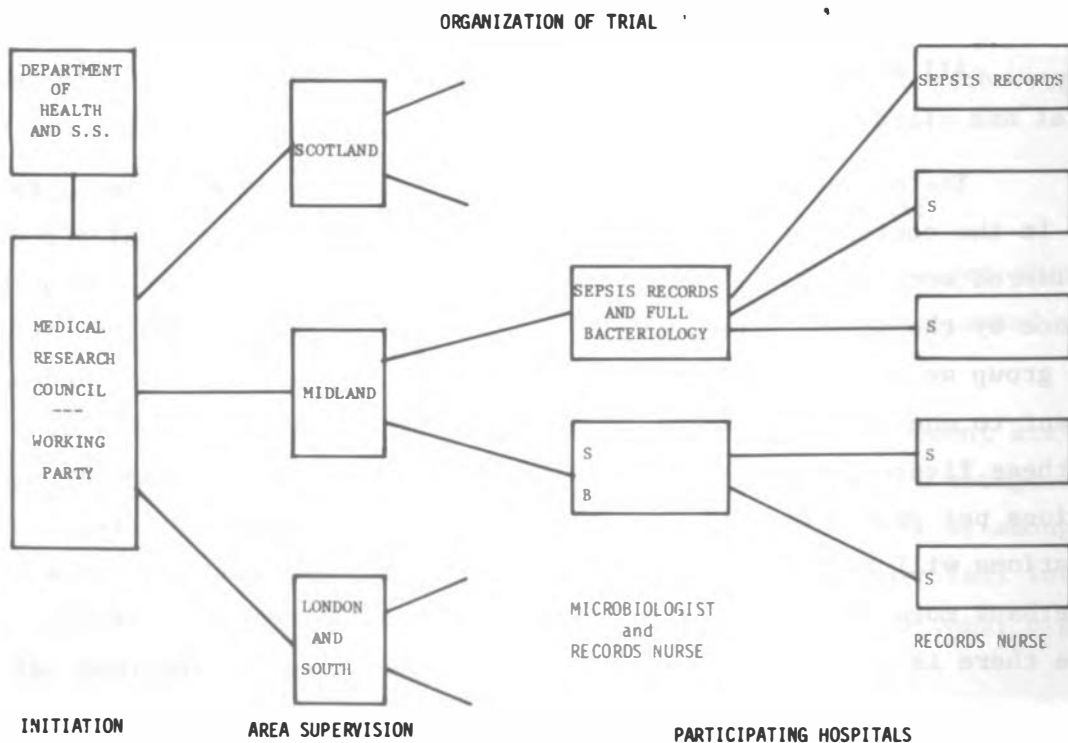 ORGANIZATION OF TRIAL
DEPARTMENT
OF
HEALTH
AND S.S.
MEDICAL
RESEARCH
COUNCIL
---
WORKING
PARTY
SCOTLAND
MIDLAND
LONDON
AND
SOUTH
SEPSIS RECORDS
AND FULL
BACTERIOLOGY
S
B
MICROBIOLOGIST
and
RECORDS NURSE
SEPSIS RECORDS
S
S
S
S
RECORDS NURSE
INITIATION
AREA SUPERVISION
PARTICIPATING HOSPITALS